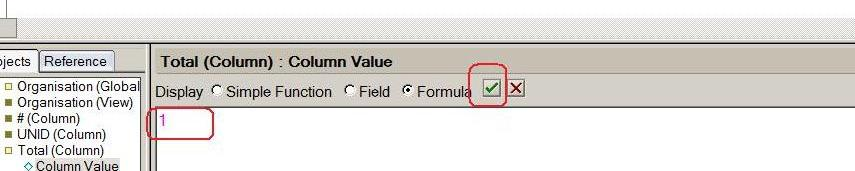 jects Reference
Organisation (Global
Organisation (View)
# (Column)
UNID (Column)
Total (Column)
Column Value
Total (Column) : Column Value
Display Simple Function Field Formula
1